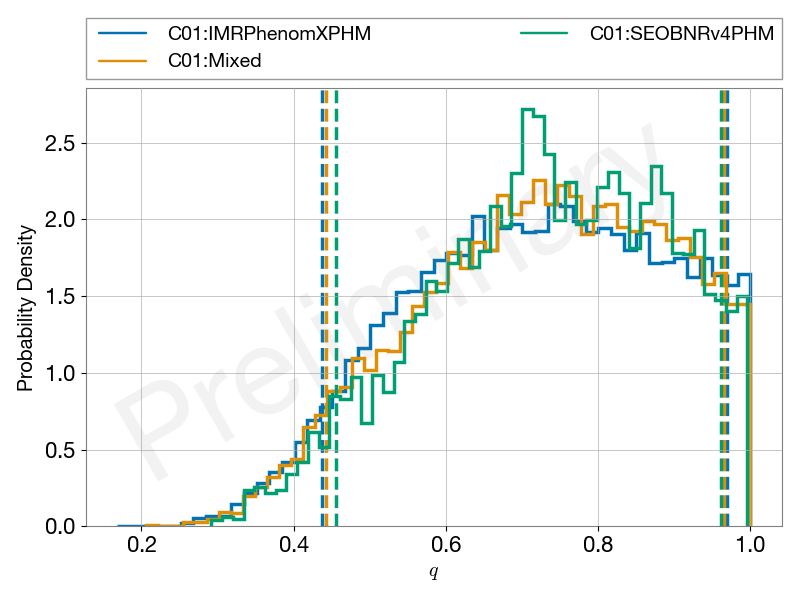 C01:IMRPhenomXPHM
C01:SEOBNRv4PHM
C01:Mixed
Preliminary
Probability Density
2.5
2.0
1.5
1.0
0.5
0.0
0.2
0.4
0.6
0.8
1.0
q